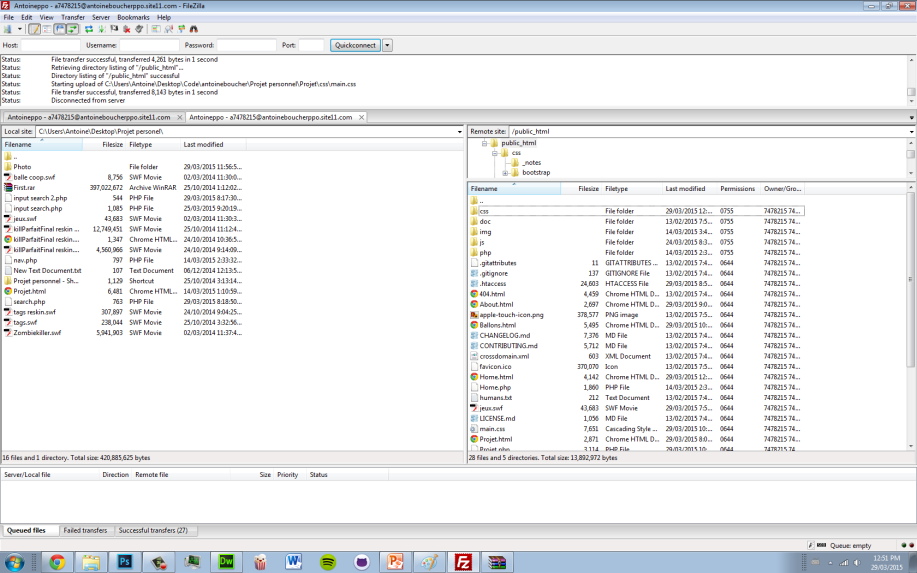 Antoineppo - a7478215@antoineboucherppo.site11.com - FileZilla
File Edit View Transfer Server Bookmarks Help
Host: Username: Password: Port: Quickconnect
Status: File transfer successful, transferred 4,261 bytes in 1 second
Status: Retrieving directory listing of "/public_html"...
Status: Directory listing of "/public_html" successful
Status: Starting upload of C:\Users\Antoine\Desktop\Code\antoineboucher\Projet personnel\Projet\css\main.css
Status: File transfer successful, transferred 8,143 bytes in 1 second
Status: Disconnected from server
Antoineppo - a7478215@antoineboucherppo.site11.com Antoineppo - a7478215@antoineboucherppo.site11.com
Local site: C:\Users\Antoine\Desktop\Projet personel\
Filename Filesize Filetype Last modified
..
Photo File folder 29/03/2015 11:56:5...
balle coop.swf 8,756 SWF Movie 02/03/2014 11:30:0...
First.rar 397,022,672 Archive WinRAR 25/10/2014 1:12:02...
input search 2.php 544 PHP File 29/03/2015 8:17:30...
input search.php 1,085 PHP File 25/03/2015 9:20:19...
jeux.swf 43,683 SWF Movie 02/03/2014 11:30:3...
killParfaitFinal reskin ... 12,749,451 SWF Movie 25/10/2014 11:12:4...
killParfaitFinal reskin... 1,347 Chrome HTML... 24/10/2014 10:36:5...
killParfaitFinal reskin ... 4,560,966 SWF Movie 24/10/2014 9:14:09...
nav.php 797 PHP File 14/03/2015 2:33:32...
New Text Document.txt 107 Text Document 06/12/2014 12:13:5...
Projet personnel - Sh... 1,129 Shortcut 25/10/2014 3:13:14...
Projet.html 6,481 Chrome HTML... 14/03/2015 1:10:59...
search.php 763 PHP File 29/03/2015 8:18:50...
tags reskin.swf 307,897 SWF Movie 24/10/2014 9:04:25...
tags.swf 238,044 SWF Movie 25/10/2014 3:32:56...
Zombiekiller.swf 5,941,903 SWF Movie 02/03/2014 11:37:4...
16 files and 1 directory. Total size: 420,885,625 bytes
Remote site: /public_html
public_html
css
_notes
bootstrap
Filename Filesize Filetype Last modified Permissions Owner/Gro...
..
css File folder 29/03/2015 12:... 0755 7478215 74...
doc File folder 13/02/2015 7:5... 0755 7478215 74...
img File folder 14/03/2015 3:4... 0755 7478215 74...
js File folder 24/03/2015 8:3... 0755 7478215 74...
php File folder 14/03/2015 2:3... 0755 7478215 74...
.gitattributes 11 GITATTRIBUTES ... 13/02/2015 7:4... 0644 7478215 74...
.gitignore 137 GITIGNORE File 13/02/2015 7:4... 0644 7478215 74...
.htaccess 24,603 HTACCESS File 21/03/2015 8:5... 0644 7478215 74...
404.html 4,459 Chrome HTML D... 13/02/2015 7:4... 0644 7478215 74...
About.html 2,697 Chrome HTML D... 29/03/2015 9:0... 0644 7478215 74...
apple-touch-icon.png 378,577 PNG image 13/02/2015 7:5... 0644 7478215 74...
Ballons.html 5,495 Chrome HTML D... 29/03/2015 10:... 0644 7478215 74...
CHANGELOG.md 7,376 MD File 13/02/2015 7:4... 0644 7478215 74...
CONTRIBUTING.md 5,712 MD File 13/02/2015 7:4... 0644 7478215 74...
crossdomain.xml 603 XML Document 13/02/2015 7:4... 0644 7478215 74...
favicon.ico 370,070 Icon 13/02/2015 7:5... 0644 7478215 74...
Home.html 4,142 Chrome HTML D... 29/03/2015 12:... 0644 7478215 74...
Home.php 1,860 PHP File 14/03/2015 2:3... 0644 7478215 74...
humans.txt 212 Text Document 13/02/2015 7:4... 0644 7478215 74...
jeux.swf 43,683 SWF Movie 29/03/2015 7:5... 0644 7478215 74...
LICENSE.md 1,056 MD File 13/02/2015 7:4... 0644 7478215 74...
main.css 7,651 Cascading Style ... 29/03/2015 10:... 0644 7478215 74...
Projet.html 2,871 Chrome HTML D... 29/03/2015 8:0... 0644 7478215 74...
Projet.php 3,114 PHP File 29/03/2015 10:... 0644 7478215 74...
28 files and 5 directories. Total size: 13,892,972 bytes
Server/Local file Direction Remote file Size Priority Status
Queued files Failed transfers Successful transfers (27)
Queue: empty
12:31 PM
29/03/2015